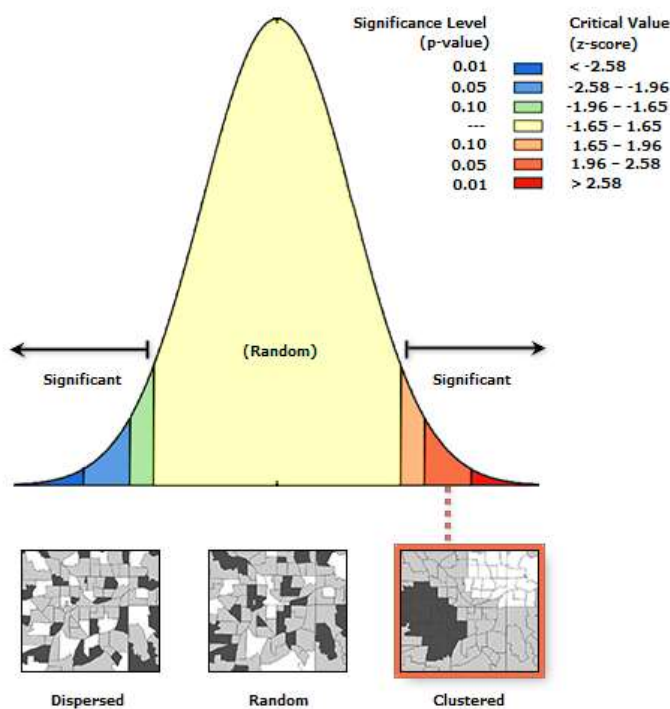 Significance Level Critical Value
(p-value) (z-score)
0.01 < -2.58
0.05 -2.58 – -1.96
0.10 -1.96 – -1.65
--- -1.65 – 1.65
0.10 1.65 – 1.96
0.05 1.96 – 2.58
0.01 > 2.58
(Random)
Significant Significant
Dispersed Random Clustered